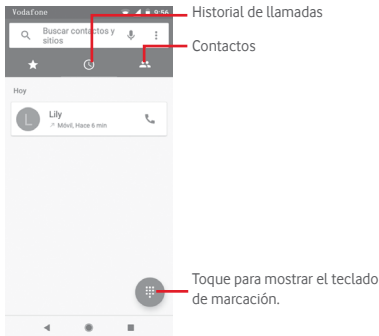 Vodafone 9:56
Historial de llamadas
Buscar contactos y
sitios
Contactos
Hoy
L
Lily
Móvil, Hace 6 min
Toque para mostrar el teclado
de marcación.